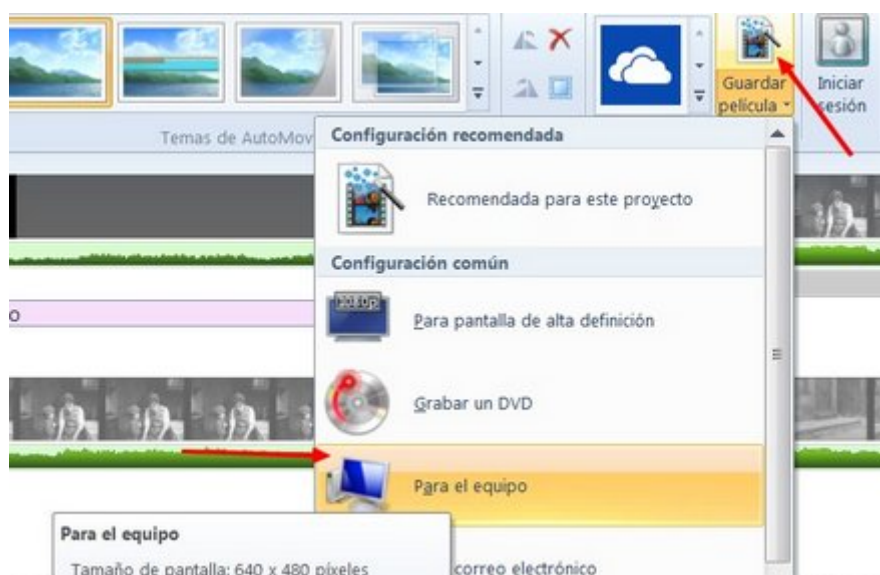 Guardar
película
Iniciar
sesión
Temas de AutoMov
Configuración recomendada
Recomendada para este proyecto
Configuración común
1080p
Para pantalla de alta definición
o
Grabar un DVD
Para el equipo
Para el equipo
Tamaño de pantalla: 640 x 480 píxeles
correo electrónico